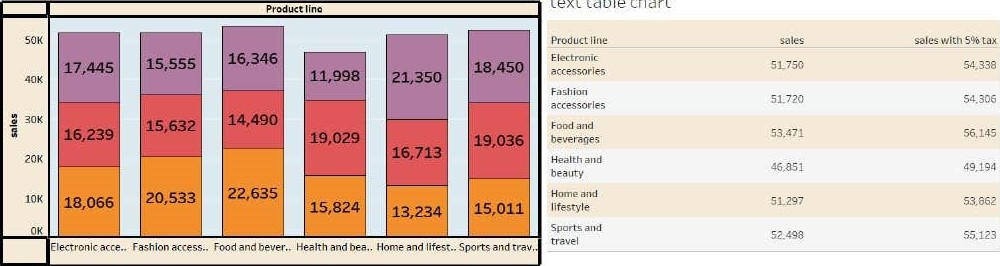 Product line
sales
50K
40K
30K
20K
10K
0K
17,445
15,555
16,346
11,998
21,350
18,450
16,239
15,632
14,490
19,029
16,713
19,036
18,066
20,533
22,635
15,824
13,234
15,011
Electronic acce.. Fashion access.. Food and bever.. Health and bea.. Home and lifest.. Sports and trav..
text table chart
Product line sales sales with 5% tax
Electronic
accessories 51,750 54,338
Fashion
accessories 51,720 54,306
Food and
beverages 53,471 56,145
Health and
beauty 46,851 49,194
Home and
lifestyle 51,297 53,862
Sports and
travel 52,498 55,123